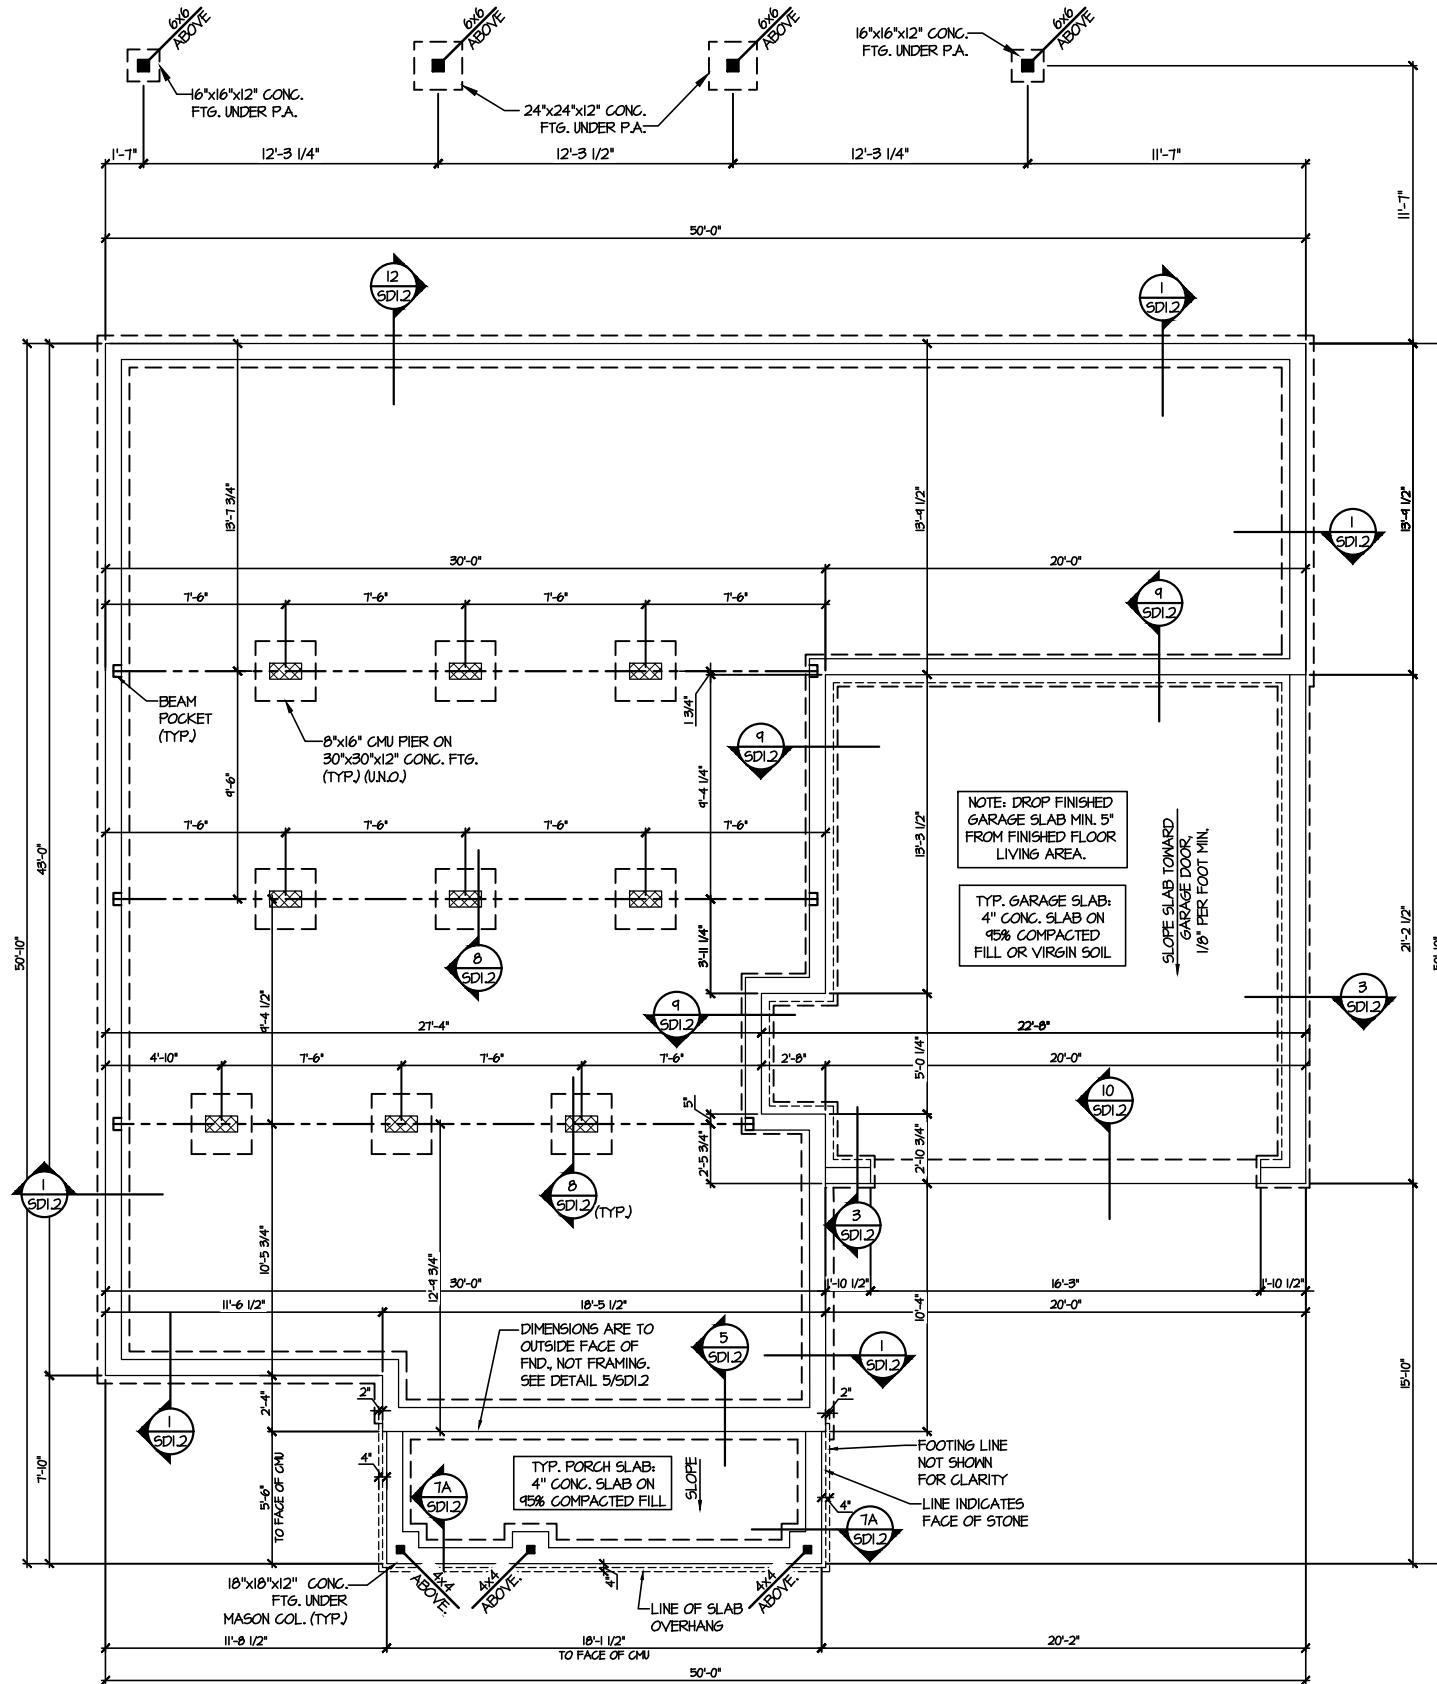 6x6
ABOVE
6x6
ABOVE
6x6
ABOVE
6x6
ABOVE
16"x16"x12" CONC.
FTG. UNDER P.A.
16"x16"x12" CONC.
FTG. UNDER P.A.
24"x24"x12" CONC.
FTG. UNDER P.A.
1'-7"
12'-3 1/4"
12'-3 1/2"
12'-3 1/4"
11'-7"
11'-7"
50'-0"
12
SD1.2
1
SD1.2
13'-7 3/4"
13'-9 1/2"
13'-9 1/2"
1
SD1.2
30'-0"
20'-0"
9
SD1.2
7'-6"
7'-6"
7'-6"
7'-6"
BEAM
POCKET
(TYP.)
8"x16" CMU PIER ON
30"x30"x12" CONC. FTG.
(TYP.) (U.N.O.)
1 3/4"
9
SD1.2
9'-6"
9'-4 1/4"
13'-3 1/2"
NOTE: DROP FINISHED
GARAGE SLAB MIN. 5"
FROM FINISHED FLOOR
LIVING AREA.
TYP. GARAGE SLAB:
4" CONC. SLAB ON
95% COMPACTED
FILL OR VIRGIN SOIL
SLOPE SLAB TOWARD
GARAGE DOOR,
1/8" PER FOOT MIN.
43'-0"
50'-10"
21'-2 1/2"
7'-6"
7'-6"
7'-6"
7'-6"
8
SD1.2
3'-11 1/4"
9
SD1.2
3
SD1.2
9'-4 1/2"
27'-4"
22'-8"
5'-0 1/4"
4'-10"
7'-6"
7'-6"
7'-6"
2'-8"
20'-0"
5"
10
SD1.2
2'-5 3/4"
2'-10 3/4"
1
SD1.2
8
SD1.2
(TYP.)
3
SD1.2
10'-5 3/4"
12'-9 3/4"
30'-0"
1'-10 1/2"
16'-3"
1'-10 1/2"
11'-6 1/2"
18'-5 1/2"
20'-0"
10'-4"
DIMENSIONS ARE TO
OUTSIDE FACE OF
FND., NOT FRAMING.
SEE DETAIL 5/SD1.2
5
SD1.2
1
SD1.2
15'-10"
2'-4"
2"
2"
1
SD1.2
7'-10"
5'-6"
TO FACE OF CMU
4"
7A
SD1.2
TYP. PORCH SLAB:
4" CONC. SLAB ON
95% COMPACTED FILL
SLOPE
FOOTING LINE
NOT SHOWN
FOR CLARITY
LINE INDICATES
FACE OF STONE
4"
7A
SD1.2
18"x18"x12" CONC.
FTG. UNDER
MASON COL. (TYP.)
4x4
ABOVE.
4x4
ABOVE.
4"
4x4
ABOVE.
LINE OF SLAB
OVERHANG
11'-8 1/2"
18'-1 1/2"
TO FACE OF CMU
20'-2"
50'-0"